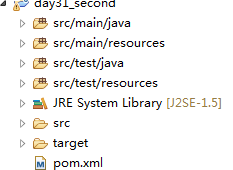 day31_second
src/main/java
src/main/resources
src/test/java
src/test/resources
JRE System Library [J2SE-1.5]
src
target
pom.xml